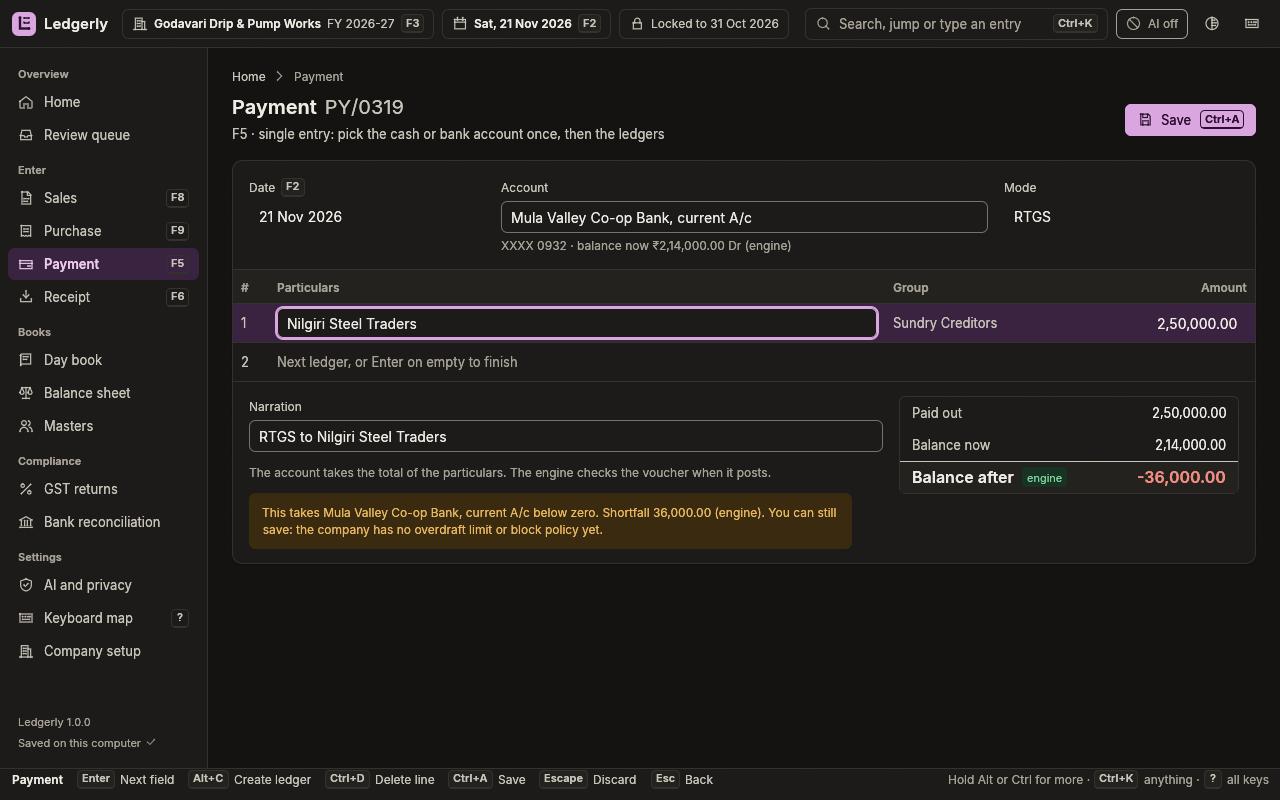 Ledgerly
Godavari Drip & Pump Works FY 2026-27 F3
Sat, 21 Nov 2026 F2
Locked to 31 Oct 2026
Search, jump or type an entry Ctrl+K
AI off
Overview
Home
Review queue
Enter
Sales F8
Purchase F9
Payment F5
Receipt F6
Books
Day book
Balance sheet
Masters
Compliance
GST returns
Bank reconciliation
Settings
AI and privacy
Keyboard map ?
Company setup
Ledgerly 1.0.0
Saved on this computer
Home Payment
Payment PY/0319
F5 · single entry: pick the cash or bank account once, then the ledgers
Save Ctrl+A
Date F2 Account Mode
21 Nov 2026 Mula Valley Co-op Bank, current A/c RTGS
XXXX 0932 · balance now ₹2,14,000.00 Dr (engine)
# Particulars Group Amount
1 Nilgiri Steel Traders Sundry Creditors 2,50,000.00
2 Next ledger, or Enter on empty to finish
Narration
RTGS to Nilgiri Steel Traders
The account takes the total of the particulars. The engine checks the voucher when it posts.
This takes Mula Valley Co-op Bank, current A/c below zero. Shortfall 36,000.00 (engine). You can still
save: the company has no overdraft limit or block policy yet.
Paid out 2,50,000.00
Balance now 2,14,000.00
Balance after engine -36,000.00
Payment Enter Next field Alt+C Create ledger Ctrl+D Delete line Ctrl+A Save Escape Discard Esc Back
Hold Alt or Ctrl for more · Ctrl+K anything · ? all keys